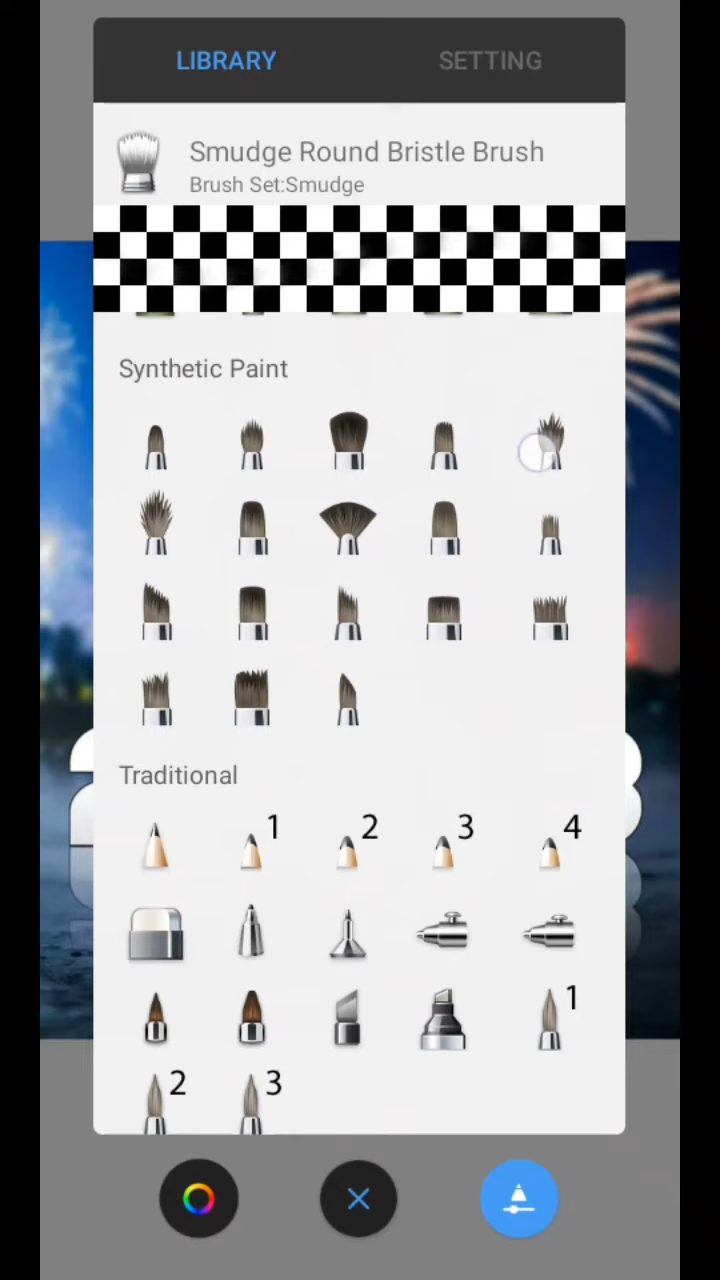 LIBRARY
SETTING
Smudge Round Bristle Brush
Brush Set:Smudge
Synthetic Paint
Traditional
1
2
3
4
1
2
3